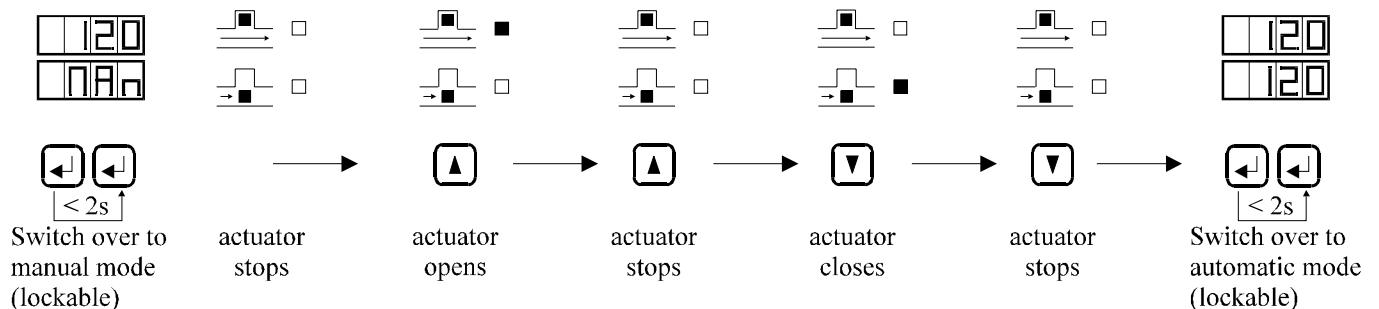 120
MAn
120
120
< 2s
< 2s
Switch over to
manual mode
(lockable)
actuator
stops
actuator
opens
actuator
stops
actuator
closes
actuator
stops
Switch over to
automatic mode
(lockable)